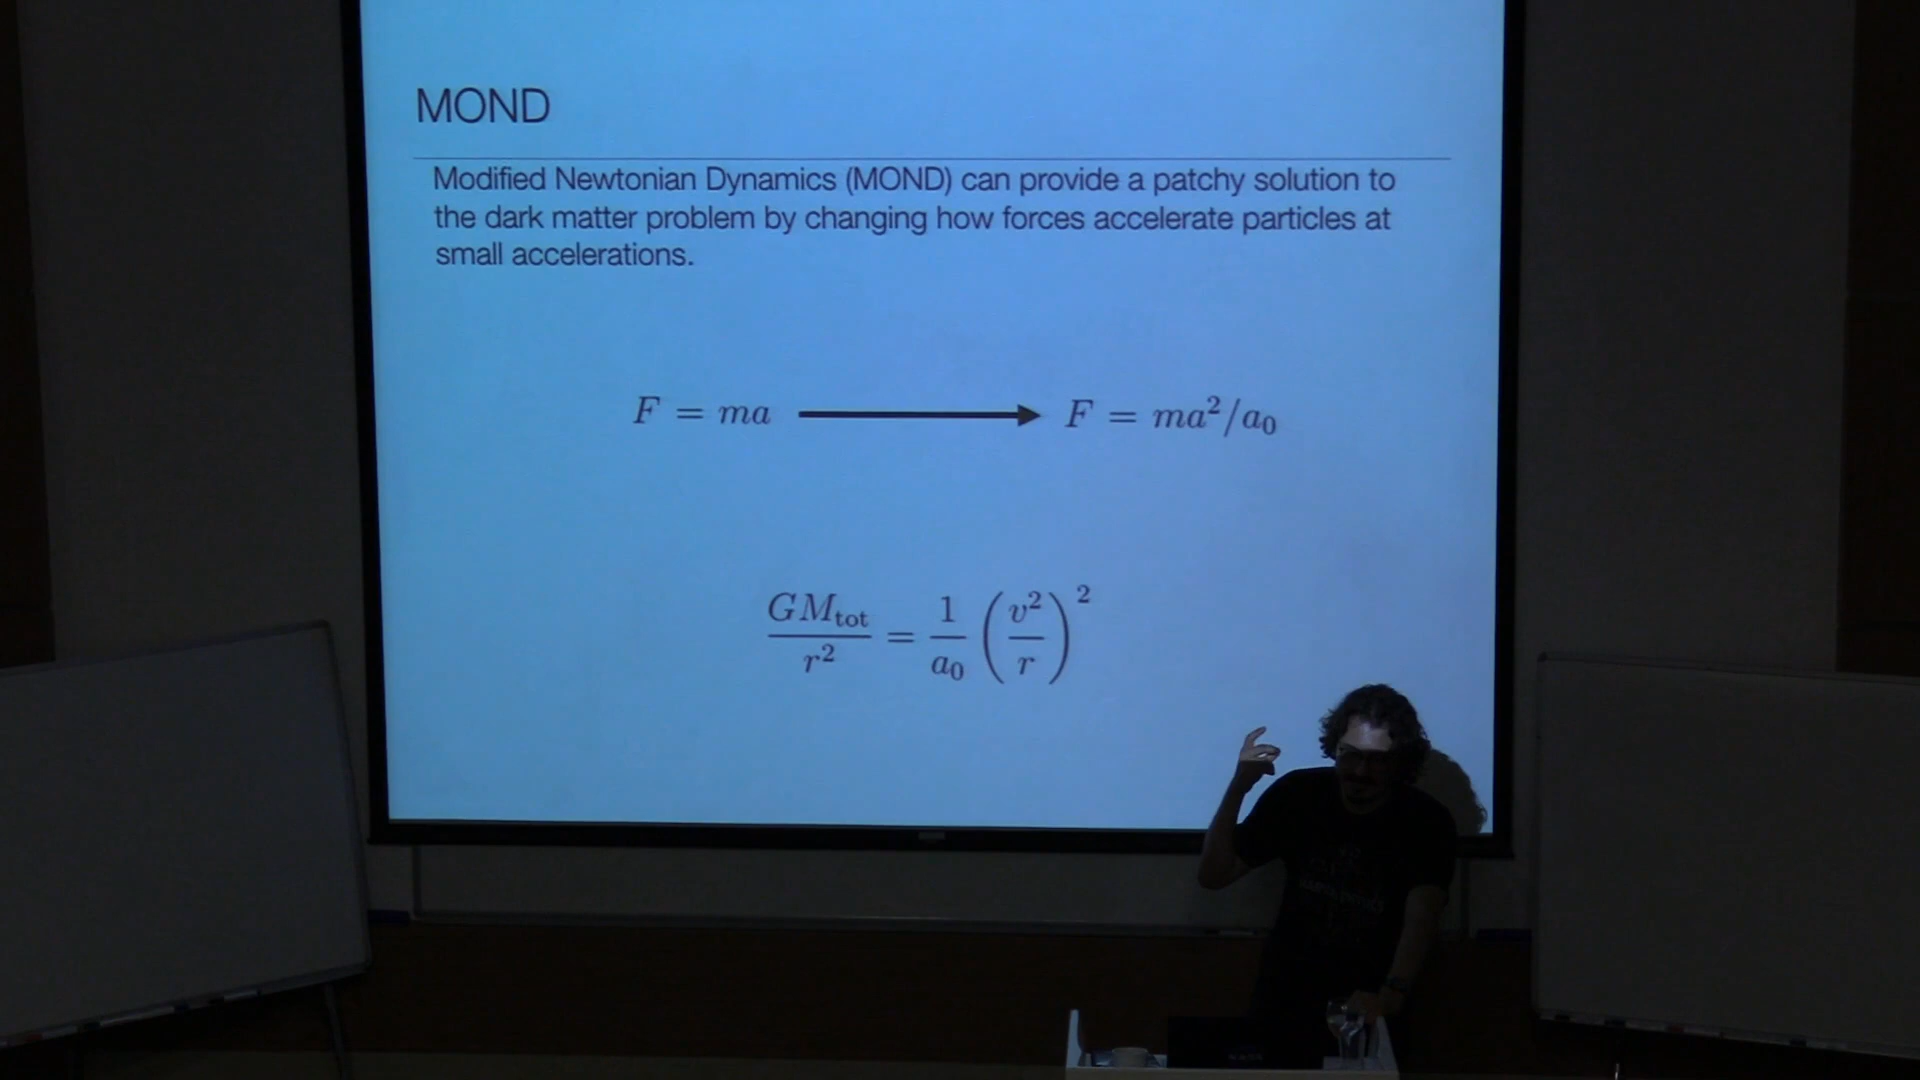 MOND
Modified Newtonian Dynamics (MOND) can provide a patchy solution to
the dark matter problem by changing how forces accelerate particles at
small accelerations.
F = ma ⟶ F = ma²/a₀
GM_tot/r² = 1/a₀ (v²/r)²